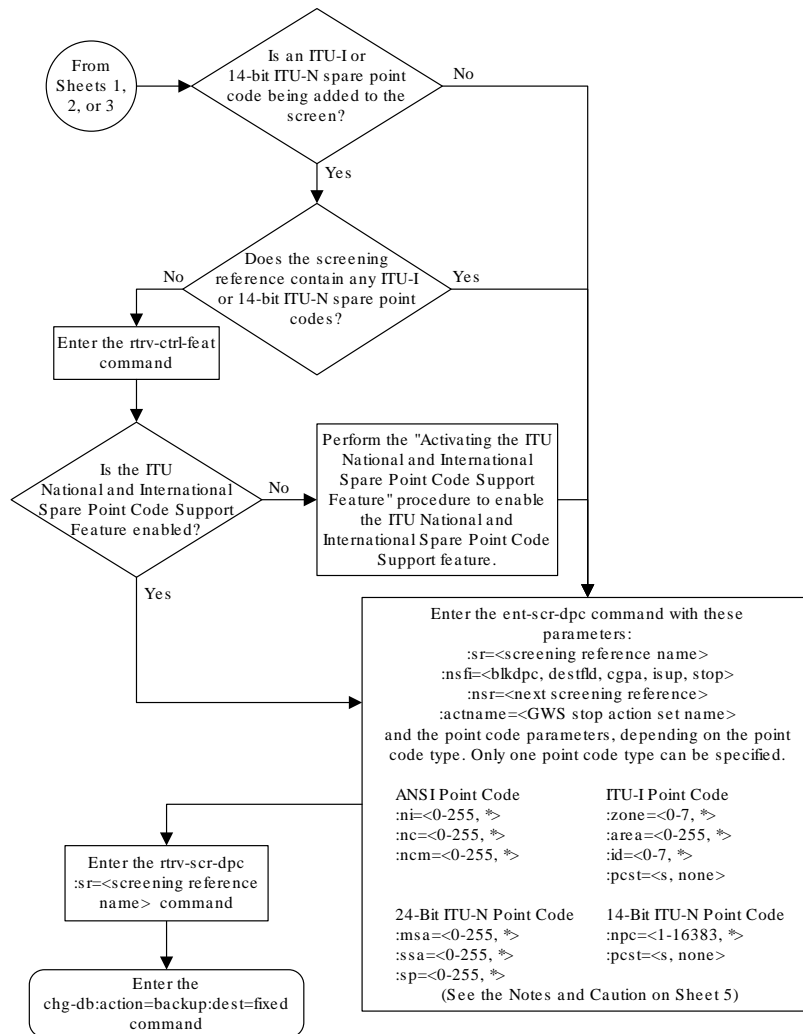 From
Sheets 1,
2, or 3
Is an ITU-I or
14-bit ITU-N spare point
code being added to the
screen?
No
Yes
Does the screening
reference contain any ITU-I
or 14-bit ITU-N spare point
codes?
No
Yes
Enter the rtrv-ctrl-feat
command
Is the ITU
National and International
Spare Point Code Support
Feature enabled?
No
Yes
Perform the "Activating the ITU
National and International
Spare Point Code Support
Feature" procedure to enable
the ITU National and
International Spare Point Code
Support feature.
Enter the ent-scr-dpc command with these
parameters:
:sr=<screening reference name>
:nsfi=<blkdpc, destfld, cgpa, isup, stop>
:nsr=<next screening reference>
:actname=<GWS stop action set name>
and the point code parameters, depending on the point
code type. Only one point code type can be specified.
ANSI Point Code
:ni=<0-255, *>
:nc=<0-255, *>
:ncm=<0-255, *>
ITU-I Point Code
:zone=<0-7, *>
:area=<0-255, *>
:id=<0-7, *>
:pcst=<s, none>
24-Bit ITU-N Point Code
:msa=<0-255, *>
:ssa=<0-255, *>
:sp=<0-255, *>
14-Bit ITU-N Point Code
:npc=<1-16383, *>
:pcst=<s, none>
(See the Notes and Caution on Sheet 5)
Enter the rtrv-scr-dpc
:sr=<screening reference
name> command
Enter the
chg-db:action=backup:dest=fixed
command